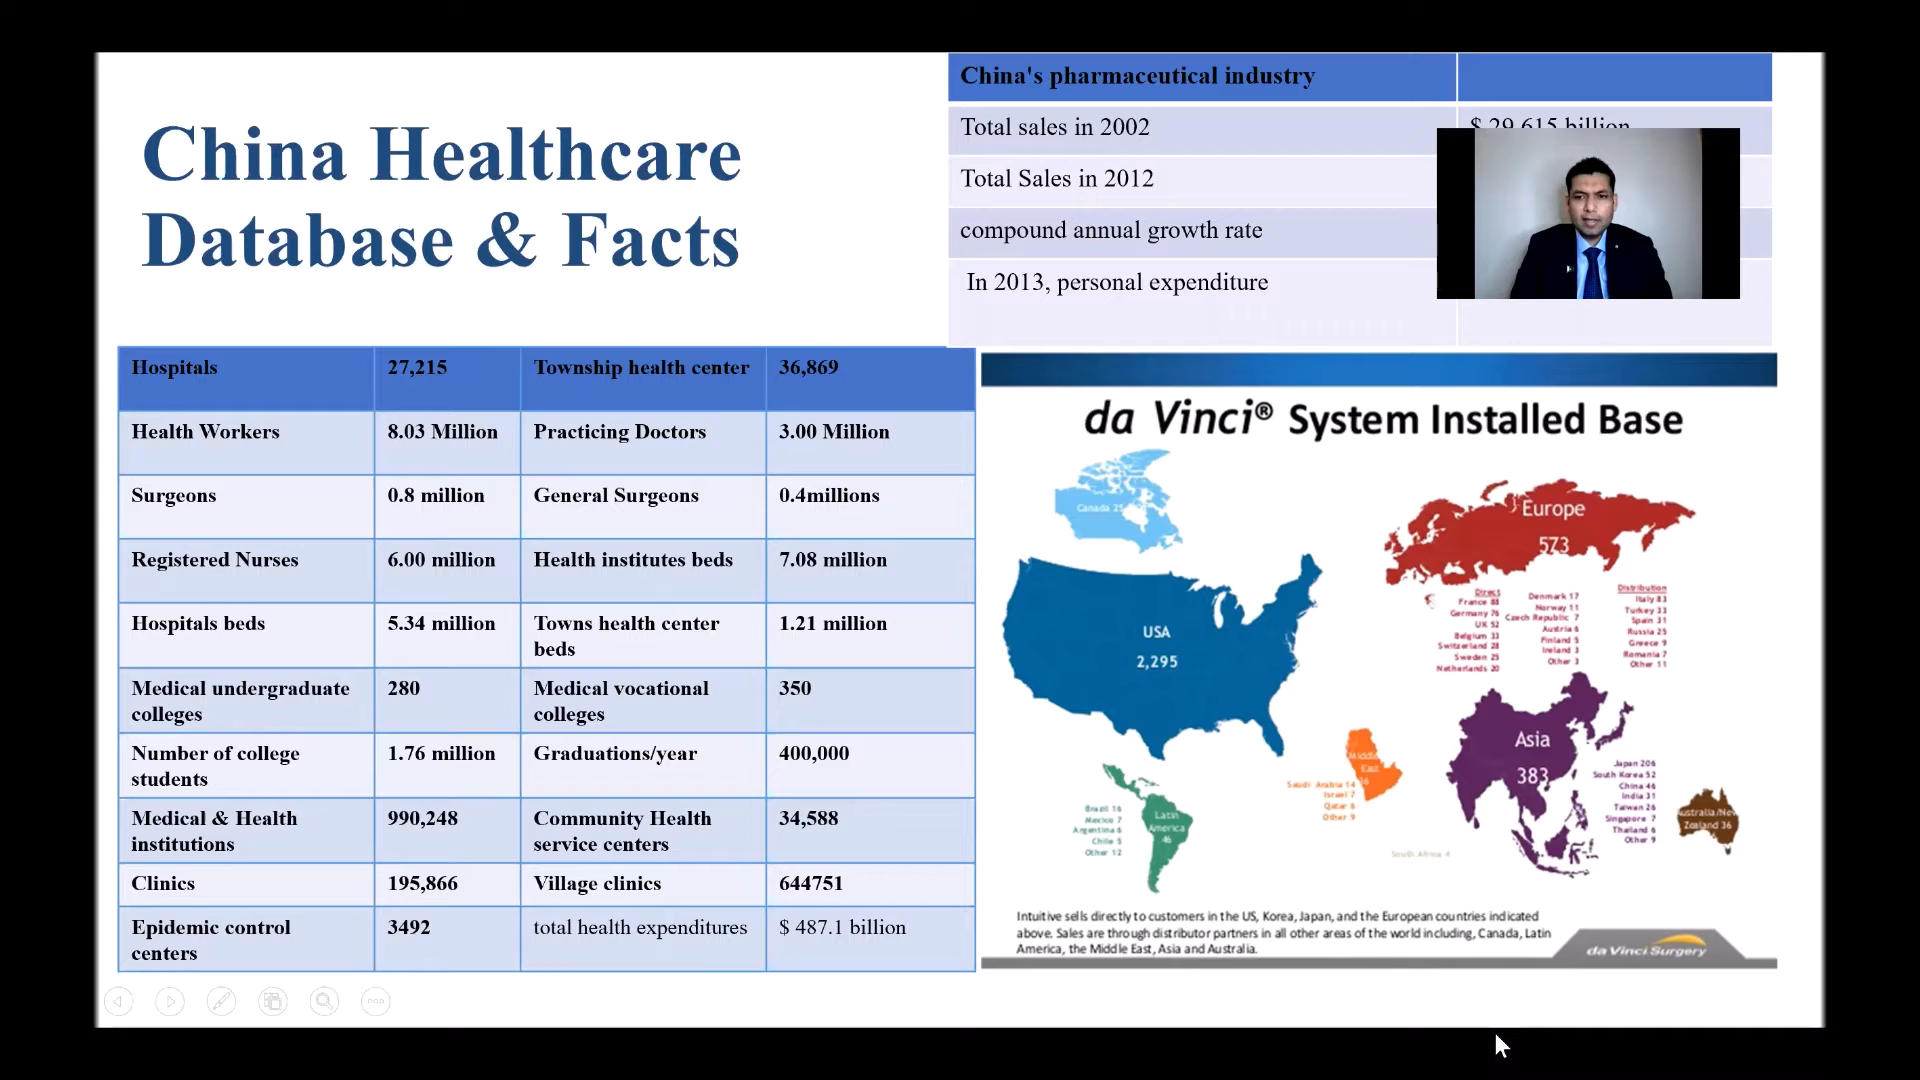 China Healthcare
Database & Facts
China's pharmaceutical industry
Total sales in 2002 $ 29.615 billion
Total Sales in 2012
compound annual growth rate
In 2013, personal expenditure
Hospitals 27,215 Township health center 36,869
Health Workers 8.03 Million Practicing Doctors 3.00 Million
Surgeons 0.8 million General Surgeons 0.4millions
Registered Nurses 6.00 million Health institutes beds 7.08 million
Hospitals beds 5.34 million Towns health center
beds
1.21 million
Medical undergraduate
colleges
280 Medical vocational
colleges
350
Number of college
students
1.76 million Graduations/year 400,000
Medical & Health
institutions
990,248 Community Health
service centers
34,588
Clinics 195,866 Village clinics 644751
Epidemic control
centers
3492 total health expenditures $ 487.1 billion
da Vinci® System Installed Base
Canada
USA
2,295
Europe
573
Direct
France 88
Germany 76
UK 52
Belgium 33
Switzerland 28
Sweden 25
Netherlands 20
Denmark 17
Norway 11
Czech Republic 7
Austria 6
Finland 5
Ireland 3
Other 3
Distribution
Italy 83
Turkey 33
Spain 31
Russia 25
Greece 9
Romania 7
Other 11
Middle
East
36
Saudi Arabia 14
Israel 7
Qatar 6
Other 9
Asia
383
Japan 206
South Korea 52
China 46
India 31
Taiwan 26
Singapore 7
Thailand 6
Other 9
Latin
America
46
Brazil 16
Mexico 7
Argentina 6
Chile 5
Other 12
South Africa 4
Australia/New
Zealand 36
Intuitive sells directly to customers in the US, Korea, Japan, and the European countries indicated
above. Sales are through distributor partners in all other areas of the world including, Canada, Latin
America, the Middle East, Asia and Australia.
da Vinci Surgery